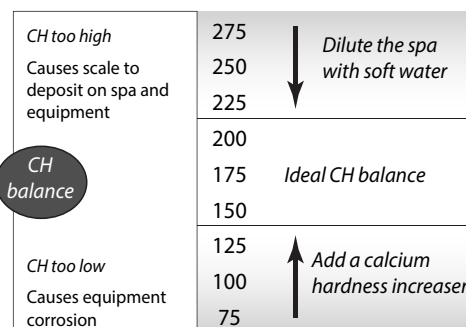 CH too high
Causes scale to
deposit on spa and
equipment
CH
balance
CH too low
Causes equipment
corrosion
275
250
225
200
175
150
125
100
75
Dilute the spa
with soft water
Ideal CH balance
Add a calcium
hardness increaser